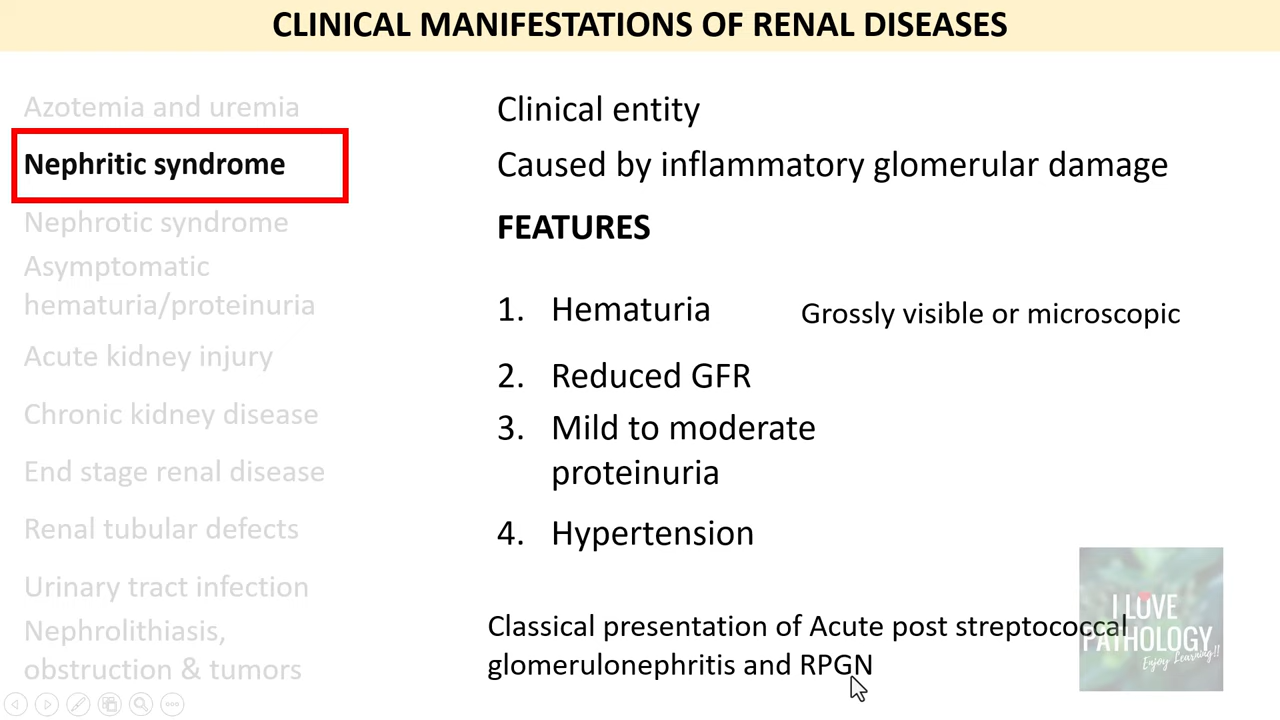 CLINICAL MANIFESTATIONS OF RENAL DISEASES
Azotemia and uremia
Nephritic syndrome
Nephrotic syndrome
Asymptomatic
hematuria/proteinuria
Acute kidney injury
Chronic kidney disease
End stage renal disease
Renal tubular defects
Urinary tract infection
Nephrolithiasis,
obstruction & tumors
Clinical entity
Caused by inflammatory glomerular damage
FEATURES
1. Hematuria
Grossly visible or microscopic
2. Reduced GFR
3. Mild to moderate
proteinuria
4. Hypertension
Classical presentation of Acute post streptococcal
glomerulonephritis and RPGN
I LOVE
PATHOLOGY
Enjoy Learning!!